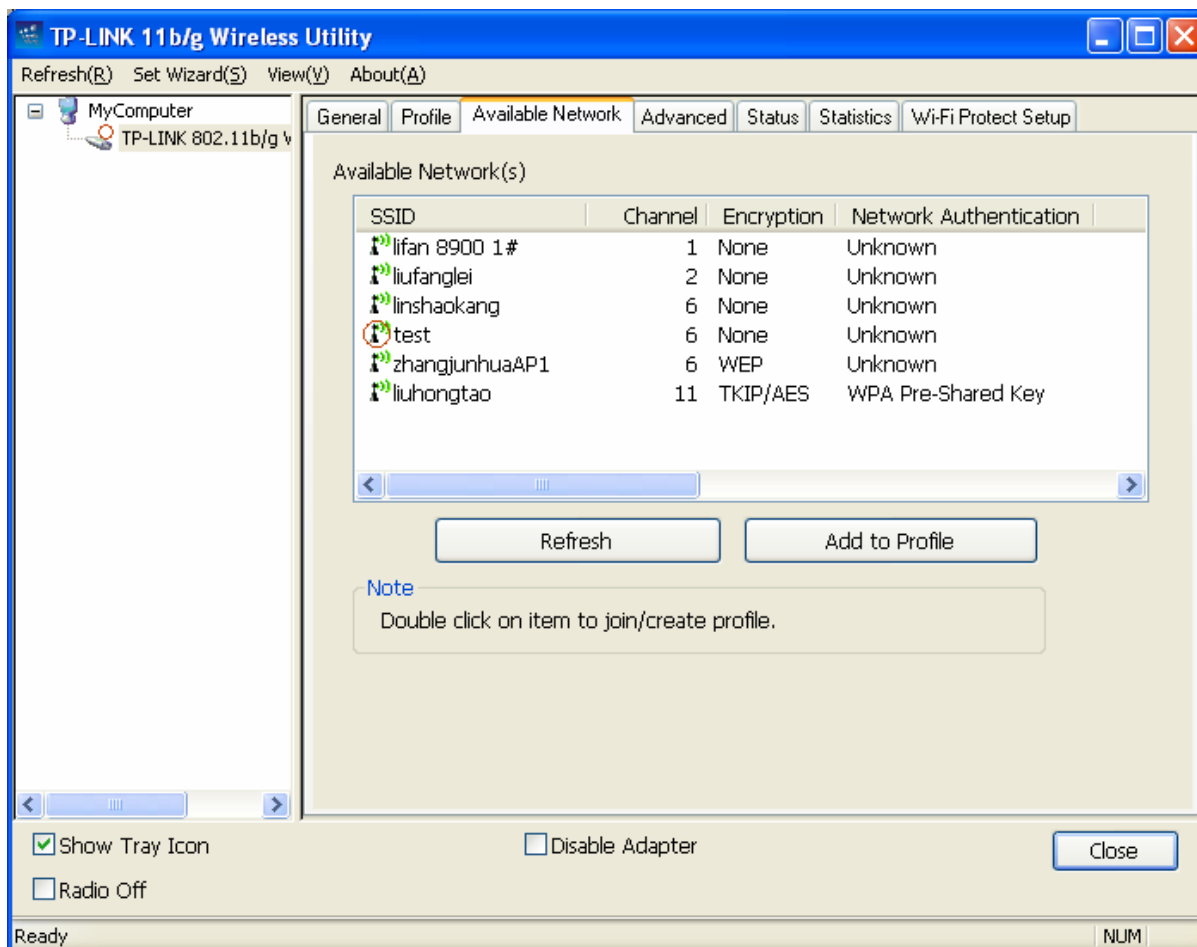 TP-LINK 11b/g Wireless Utility
Refresh(R) Set Wizard(S) View(V) About(A)
MyComputer
TP-LINK 802.11b/g W
General Profile Available Network Advanced Status Statistics Wi-Fi Protect Setup
Available Network(s)
SSID Channel Encryption Network Authentication
lifan 8900 1# 1 None Unknown
liufanglei 2 None Unknown
linshaokang 6 None Unknown
test 6 None Unknown
zhangjunhuaAP1 6 WEP Unknown
liuhongtao 11 TKIP/AES WPA Pre-Shared Key
Refresh Add to Profile
Note
Double click on item to join/create profile.
Show Tray Icon Disable Adapter Close
Radio Off
Ready NUM